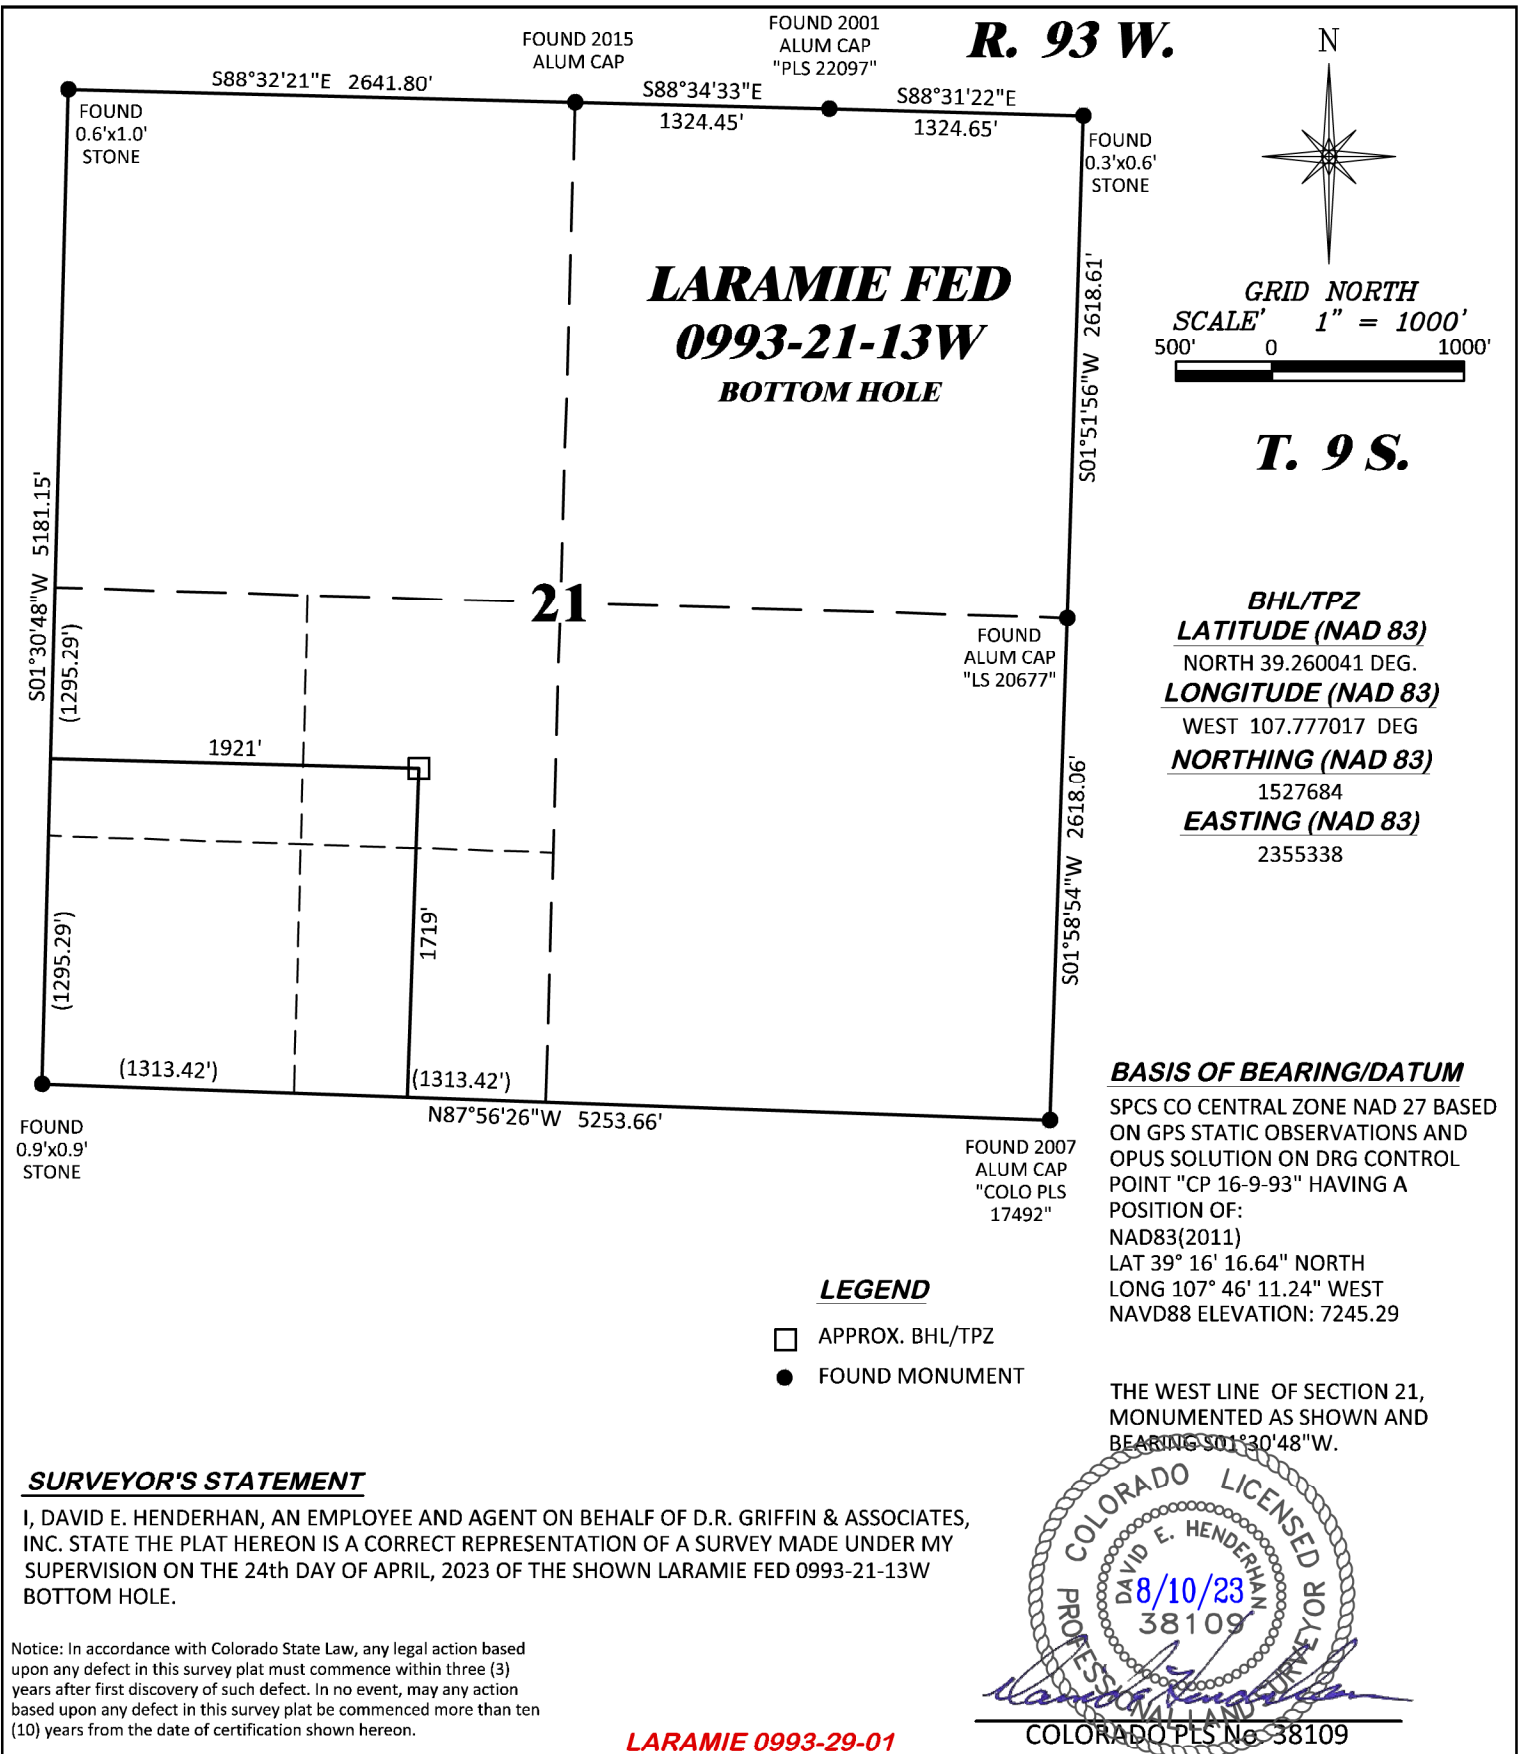 FOUND 2015
ALUM CAP
FOUND 2001
ALUM CAP
"PLS 22097"
R. 93 W.
N
S88°32'21"E 2641.80'
S88°34'33"E
1324.45'
S88°31'22"E
1324.65'
FOUND
0.6'x1.0'
STONE
FOUND
0.3'x0.6'
STONE
LARAMIE FED
0993-21-13W
BOTTOM HOLE
S01°51'56"W 2618.61'
GRID NORTH
SCALE' 1" = 1000'
500' 0 1000'
T. 9 S.
S01°30'48"W 5181.15'
(1295.29')
21
FOUND
ALUM CAP
"LS 20677"
BHL/TPZ
LATITUDE (NAD 83)
NORTH 39.260041 DEG.
LONGITUDE (NAD 83)
WEST 107.777017 DEG
NORTHING (NAD 83)
1527684
EASTING (NAD 83)
2355338
1921'
1719'
S01°58'54"W 2618.06'
(1295.29')
(1313.42')
(1313.42')
N87°56'26"W 5253.66'
FOUND
0.9'x0.9'
STONE
FOUND 2007
ALUM CAP
"COLO PLS
17492"
BASIS OF BEARING/DATUM
SPCS CO CENTRAL ZONE NAD 27 BASED
ON GPS STATIC OBSERVATIONS AND
OPUS SOLUTION ON DRG CONTROL
POINT "CP 16-9-93" HAVING A
POSITION OF:
NAD83(2011)
LAT 39° 16' 16.64" NORTH
LONG 107° 46' 11.24" WEST
NAVD88 ELEVATION: 7245.29
LEGEND
APPROX. BHL/TPZ
FOUND MONUMENT
THE WEST LINE OF SECTION 21,
MONUMENTED AS SHOWN AND
BEARING S01°30'48"W.
SURVEYOR'S STATEMENT
I, DAVID E. HENDERHAN, AN EMPLOYEE AND AGENT ON BEHALF OF D.R. GRIFFIN & ASSOCIATES,
INC. STATE THE PLAT HEREON IS A CORRECT REPRESENTATION OF A SURVEY MADE UNDER MY
SUPERVISION ON THE 24th DAY OF APRIL, 2023 OF THE SHOWN LARAMIE FED 0993-21-13W
BOTTOM HOLE.
COLORADO LICENSED
PROFESSIONAL LAND SURVEYOR
DAVID E. HENDERHAN
8/10/23
38109
Notice: In accordance with Colorado State Law, any legal action based
upon any defect in this survey plat must commence within three (3)
years after first discovery of such defect. In no event, may any action
based upon any defect in this survey plat be commenced more than ten
(10) years from the date of certification shown hereon.
LARAMIE 0993-29-01
COLORADO PLS No. 38109